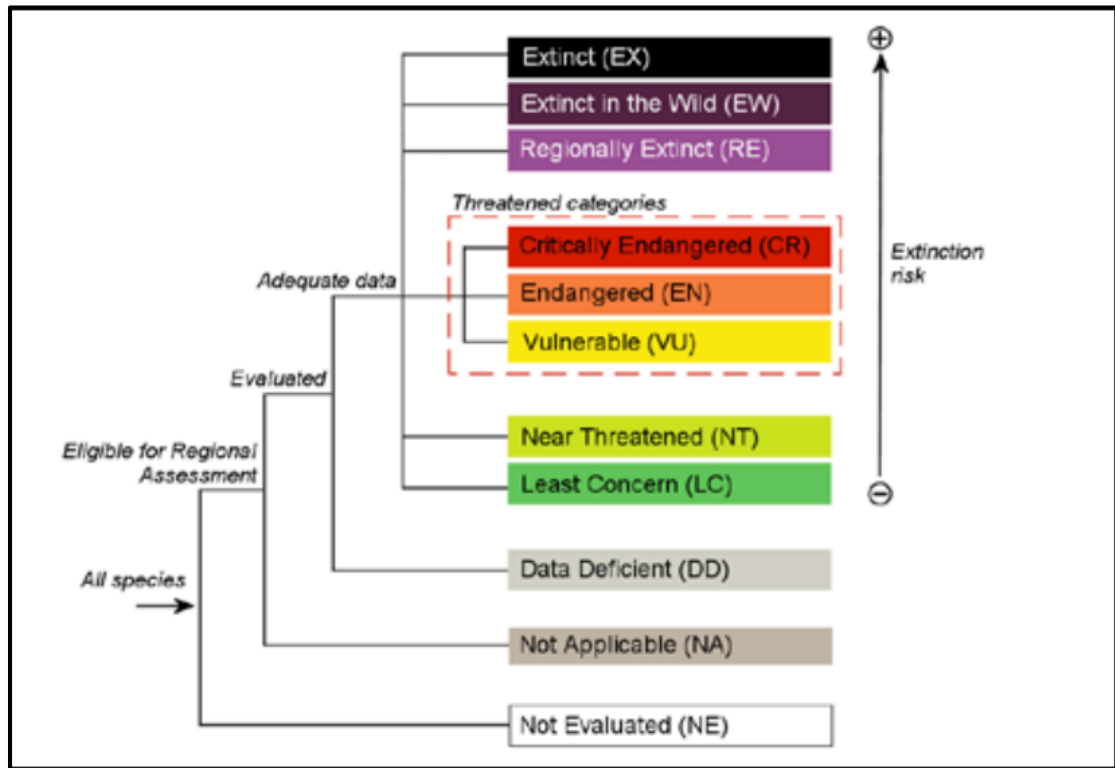 Extinct (EX)
Extinct in the Wild (EW)
Regionally Extinct (RE)
Threatened categories
Critically Endangered (CR)
Extinction
risk
Adequate data
Endangered (EN)
Vulnerable (VU)
Evaluated
Near Threatened (NT)
Eligible for Regional
Assessment
Least Concern (LC)
Data Deficient (DD)
All species
Not Applicable (NA)
Not Evaluated (NE)